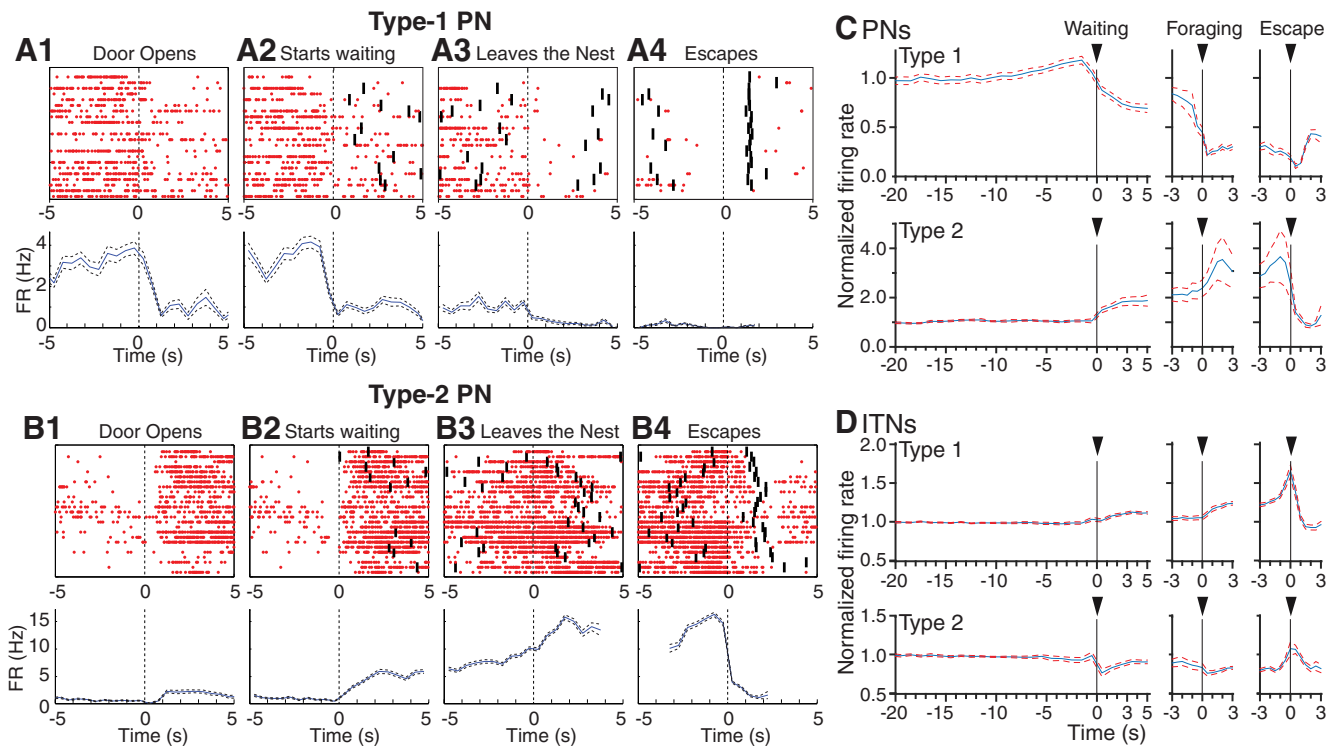 Type-1 PN
A1 Door Opens
A2 Starts waiting
A3 Leaves the Nest
A4 Escapes
-5 0 5
-5 0 5
-5 0 5
-5 0 5
FR (Hz)
4
2
0
-5 0 5
-5 0 5
-5 0 5
-5 0 5
Time (s)
Time (s)
Time (s)
Time (s)
Type-2 PN
B1 Door Opens
B2 Starts waiting
B3 Leaves the Nest
B4 Escapes
-5 0 5
-5 0 5
-5 0 5
-5 0 5
FR (Hz)
15
10
5
0
-5 0 5
-5 0 5
-5 0 5
-5 0 5
Time (s)
Time (s)
Time (s)
Time (s)
C PNs
Waiting
Foraging
Escape
Type 1
Normalized firing rate
1.0
0.5
0.0
-20 -15 -10 -5 0 3 5
-3 0 3
-3 0 3
Type 2
4.0
2.0
0.0
-20 -15 -10 -5 0 3 5
-3 0 3
-3 0 3
D ITNs
Type 1
Normalized firing rate
2.0
1.5
1.0
0.5
-20 -15 -10 -5 0 3 5
-3 0 3
-3 0 3
Type 2
1.5
1.0
0.5
-20 -15 -10 -5 0 3 5
-3 0 3
-3 0 3
Time (s)